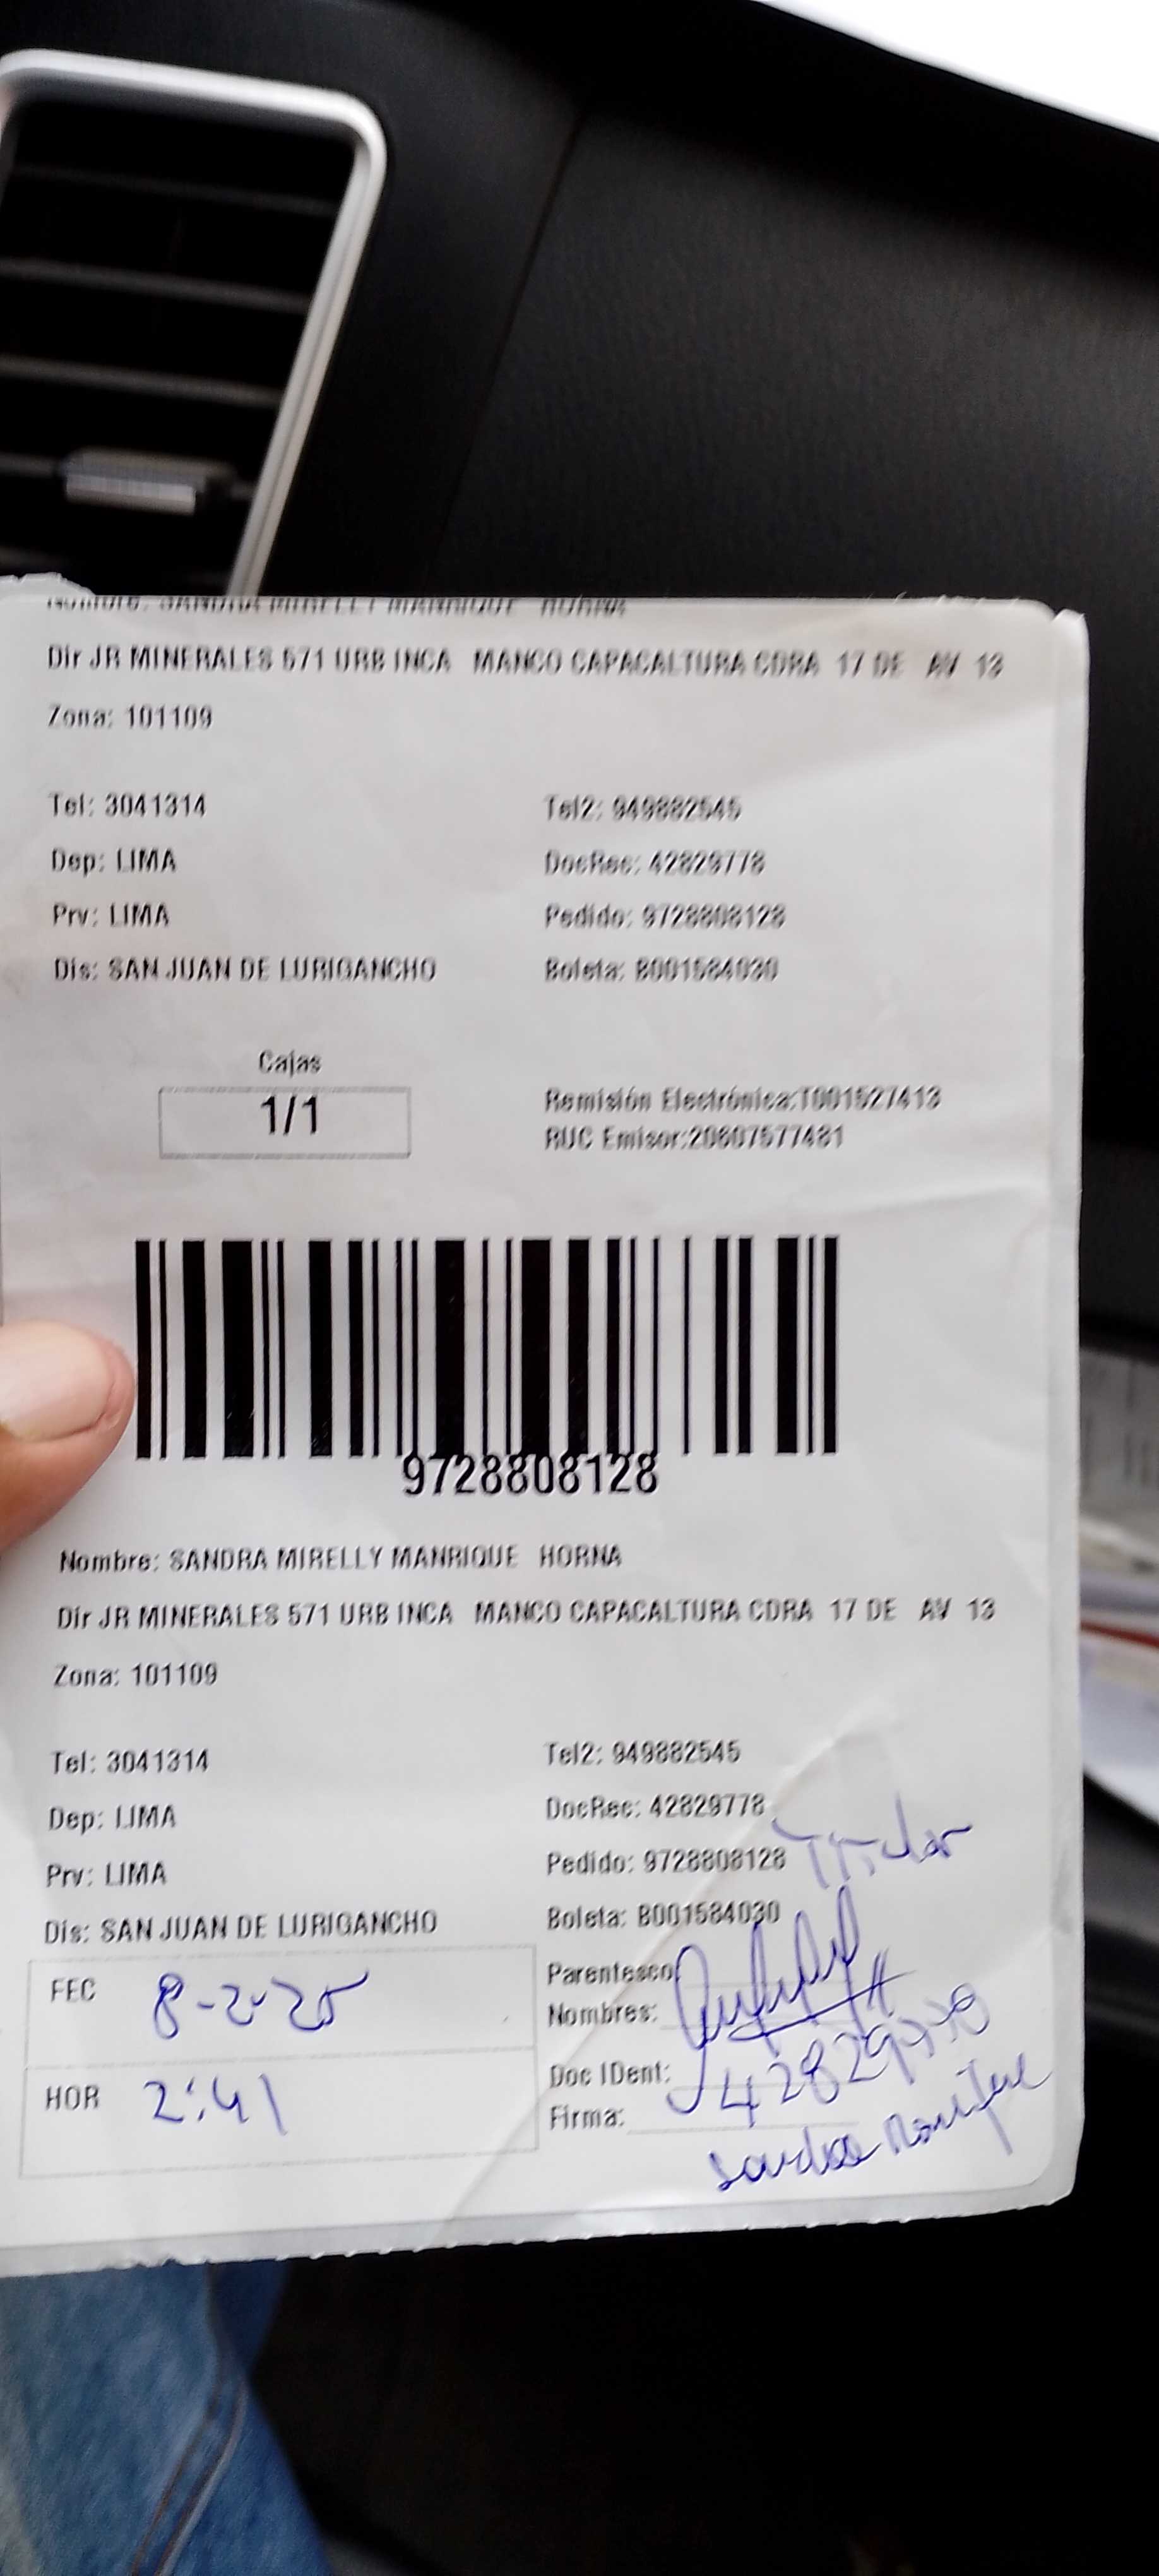 Nombre: SANDRA MIRELLY MANRIQUE HORNA
Dir JR MINERALES 571 URB INCA MANCO CAPACALTURA CDRA 17 DE AV 13
Zona: 101109
Tel: 3041314 Tel2: 949882545
Dep: LIMA DocRec: 42829778
Prv: LIMA Pedido: 9728808128
Dis: SAN JUAN DE LURIGANCHO Boleta: B001584030
Cajas
1/1
Remisión Electrónica:T001527413
RUC Emisor:20607577481
9728808128
Nombre: SANDRA MIRELLY MANRIQUE HORNA
Dir JR MINERALES 571 URB INCA MANCO CAPACALTURA CDRA 17 DE AV 13
Zona: 101109
Tel: 3041314 Tel2: 949882545
Dep: LIMA DocRec: 42829778
Prv: LIMA Pedido: 9728808128 Titular
Dis: SAN JUAN DE LURIGANCHO Boleta: B001584030
FEC 8-2-25 Parentesco:
Nombres:
HOR 2:41 Doc IDent: 42829778
Firma:
Sandra Manrique